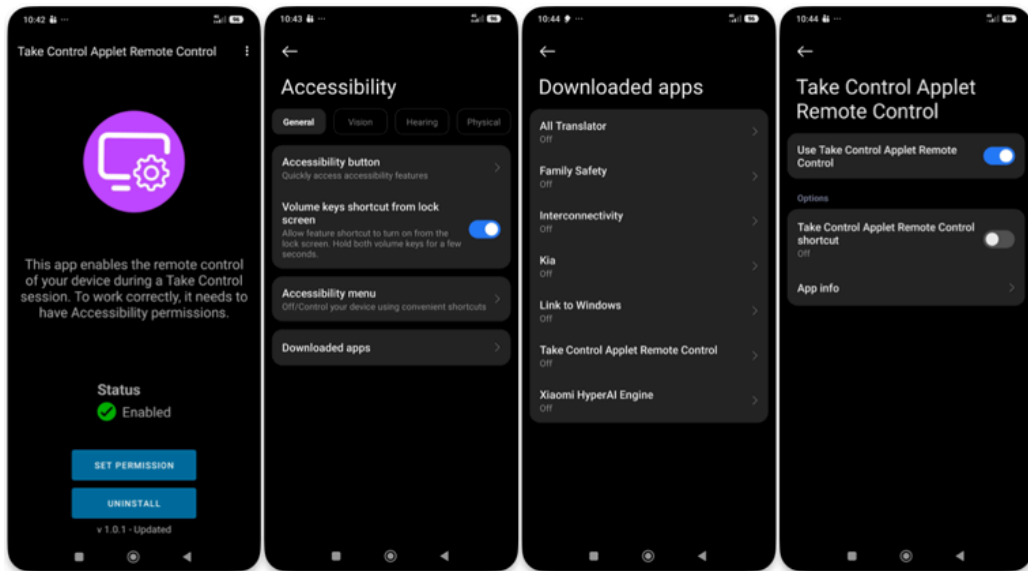 10:42
96
Take Control Applet Remote Control
This app enables the remote control
of your device during a Take Control
session. To work correctly, it needs to
have Accessibility permissions.
Status
Enabled
SET PERMISSION
UNINSTALL
v 1.0.1 - Updated
10:43
96
Accessibility
General
Vision
Hearing
Physical
Accessibility button
Quickly access accessibility features
Volume keys shortcut from lock
screen
Allow feature shortcut to turn on from the
lock screen. Hold both volume keys for a few
seconds.
Accessibility menu
Off/Control your device using convenient shortcuts
Downloaded apps
10:44
96
Downloaded apps
All Translator
Off
Family Safety
Off
Interconnectivity
Off
Kia
Off
Link to Windows
Off
Take Control Applet Remote Control
Off
Xiaomi HyperAI Engine
Off
10:44
96
Take Control Applet
Remote Control
Use Take Control Applet Remote
Control
Options
Take Control Applet Remote Control
shortcut
Off
App info